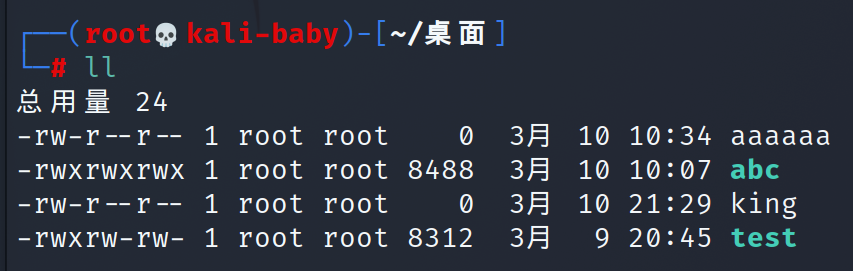 ┌──(root💀kali-baby)-[~/桌面]
└─# ll
总用量 24
-rw-r--r-- 1 root root    0  3月  10 10:34 aaaaaa
-rwxrwxrwx 1 root root 8488  3月  10 10:07 abc
-rw-r--r-- 1 root root    0  3月  10 21:29 king
-rwxrw-rw- 1 root root 8312  3月   9 20:45 test